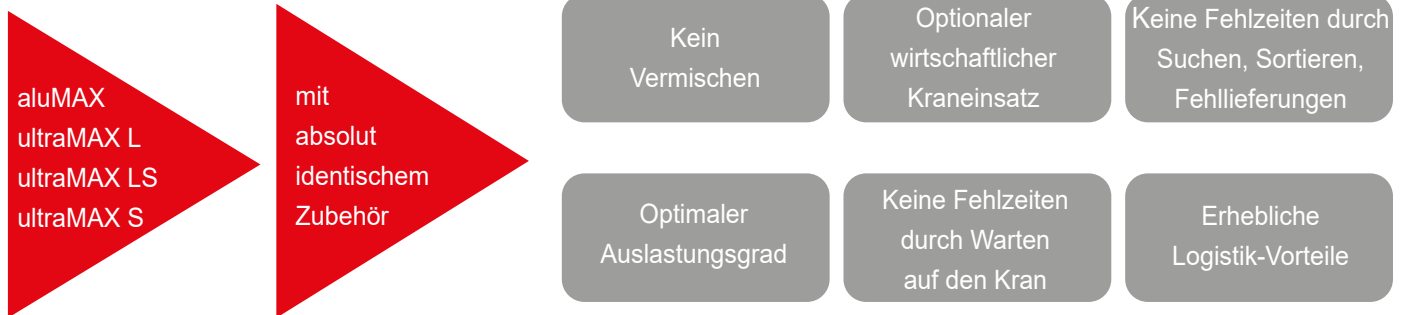 aluMAX
ultraMAX L
ultraMAX LS
ultraMAX S
mit
absolut
identischem
Zubehör
Kein
Vermischen
Optionaler
wirtschaftlicher
Kraneinsatz
Keine Fehlzeiten durch
Suchen, Sortieren,
Fehllieferungen
Optimaler
Auslastungsgrad
Keine Fehlzeiten
durch Warten
auf den Kran
Erhebliche
Logistik-Vorteile